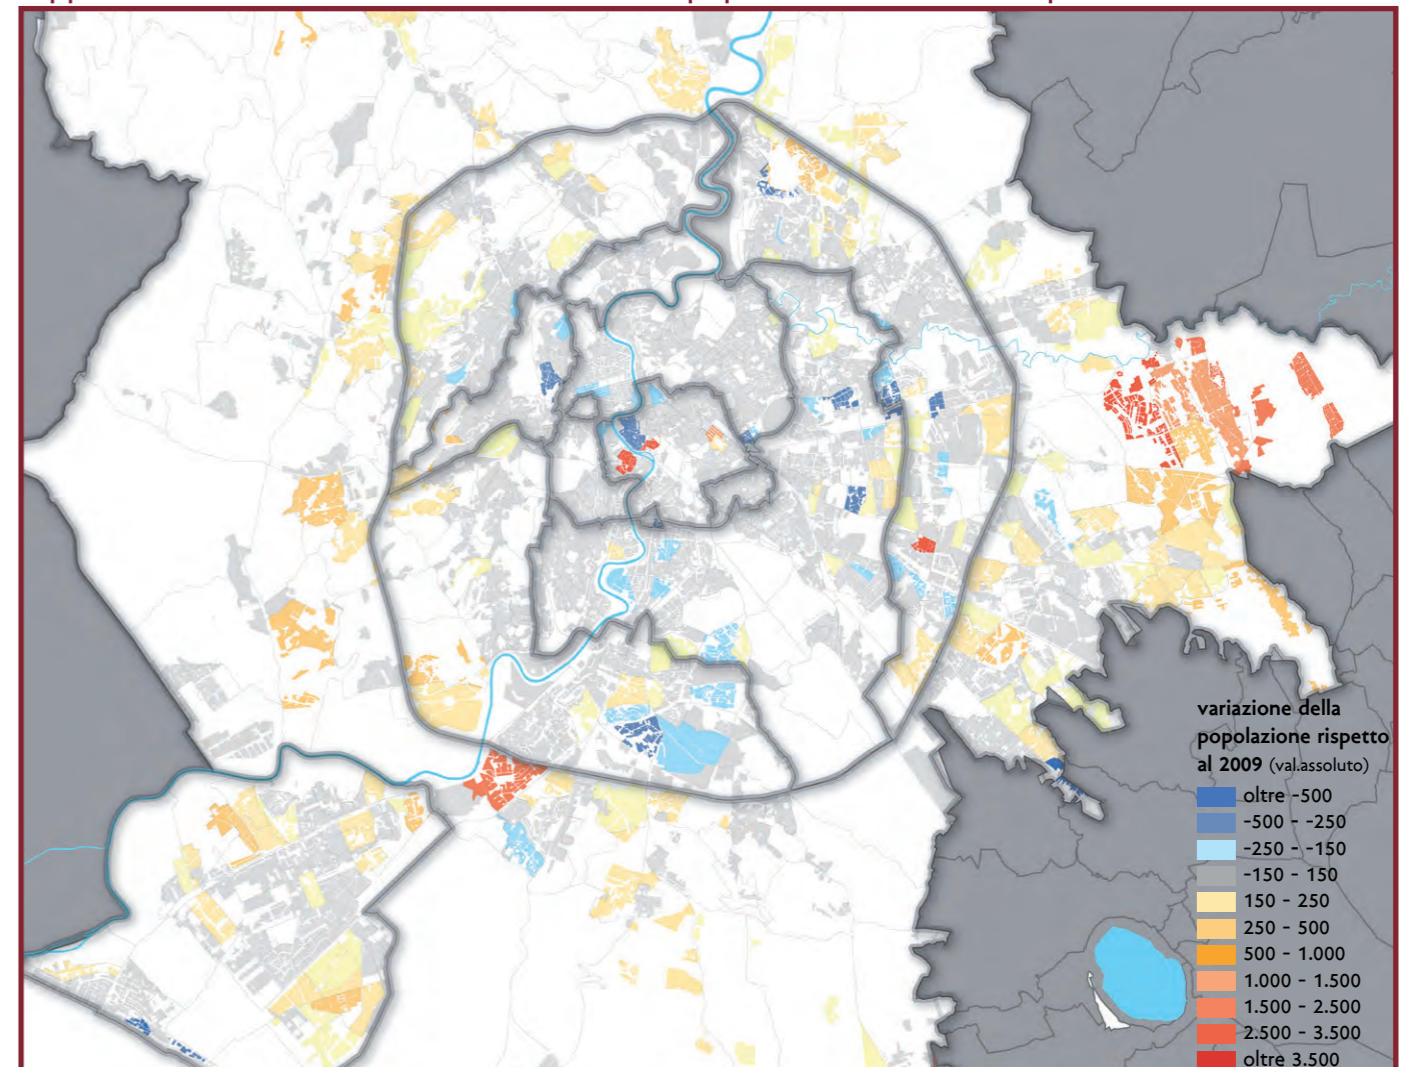 variazione della
popolazione rispetto
al 2009 (val.assoluto)
oltre -500
-500 - -250
-250 - -150
-150 - 150
150 - 250
250 - 500
500 - 1.000
1.000 - 1.500
1.500 - 2.500
2.500 - 3.500
oltre 3.500